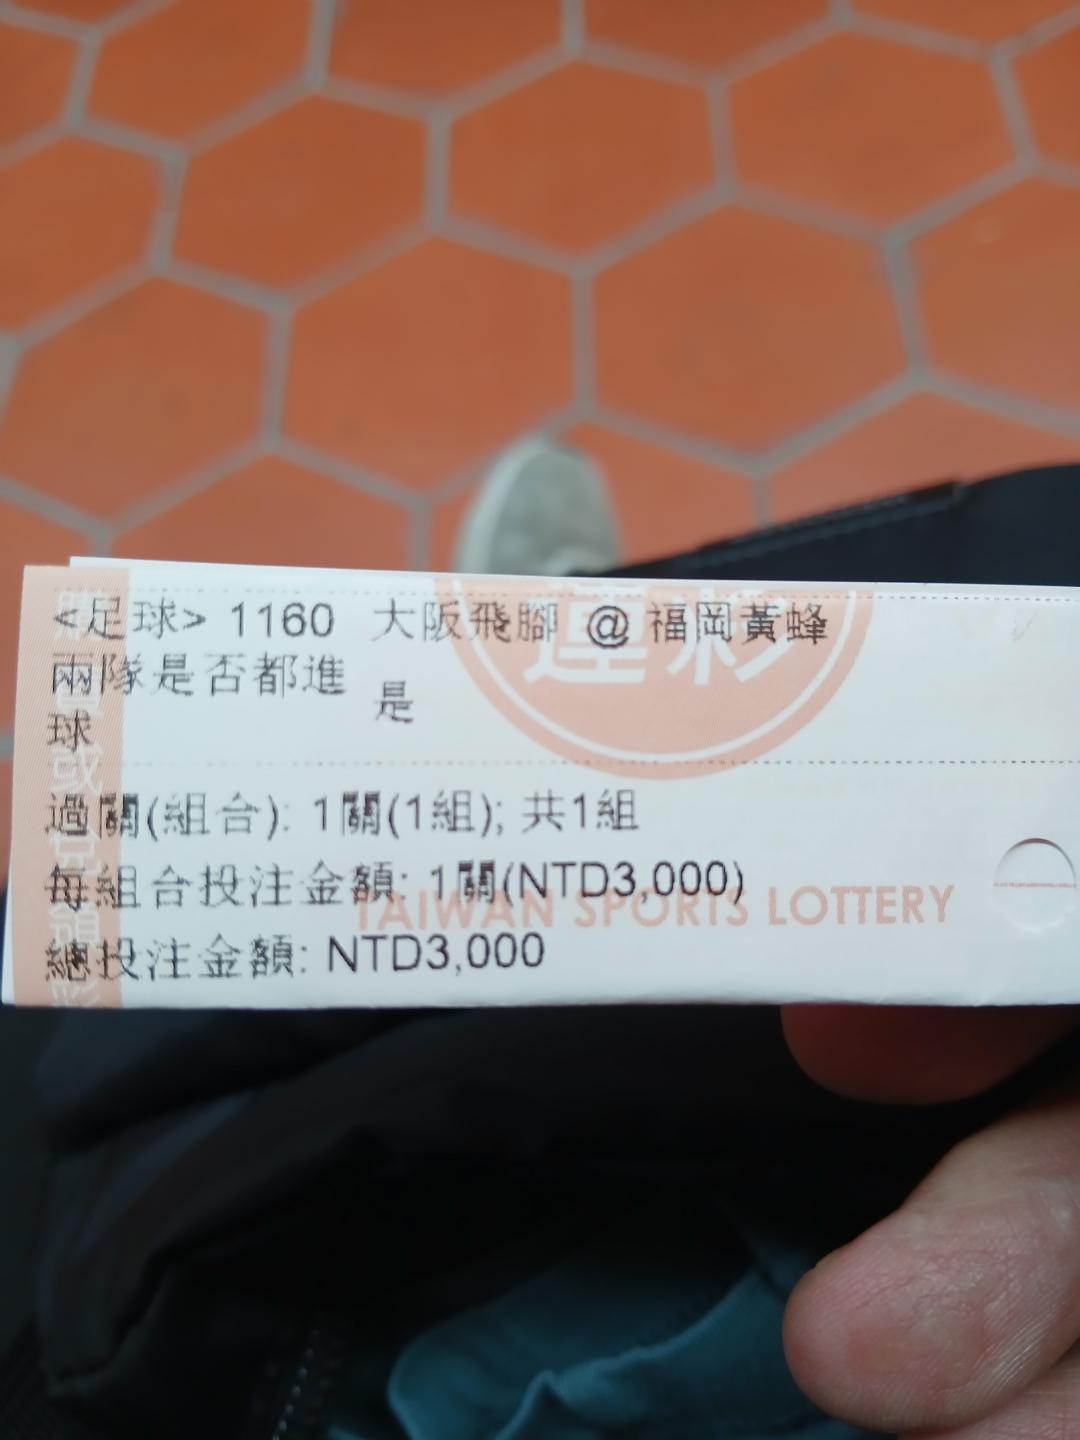 運彩
<足球> 1160 大阪飛腳 @ 福岡黃蜂
兩隊是否都進
球
是
過關(組合): 1關(1組); 共1組
每組合投注金額: 1關(NTD3,000)
TAIWAN SPORTS LOTTERY
總投注金額: NTD3,000